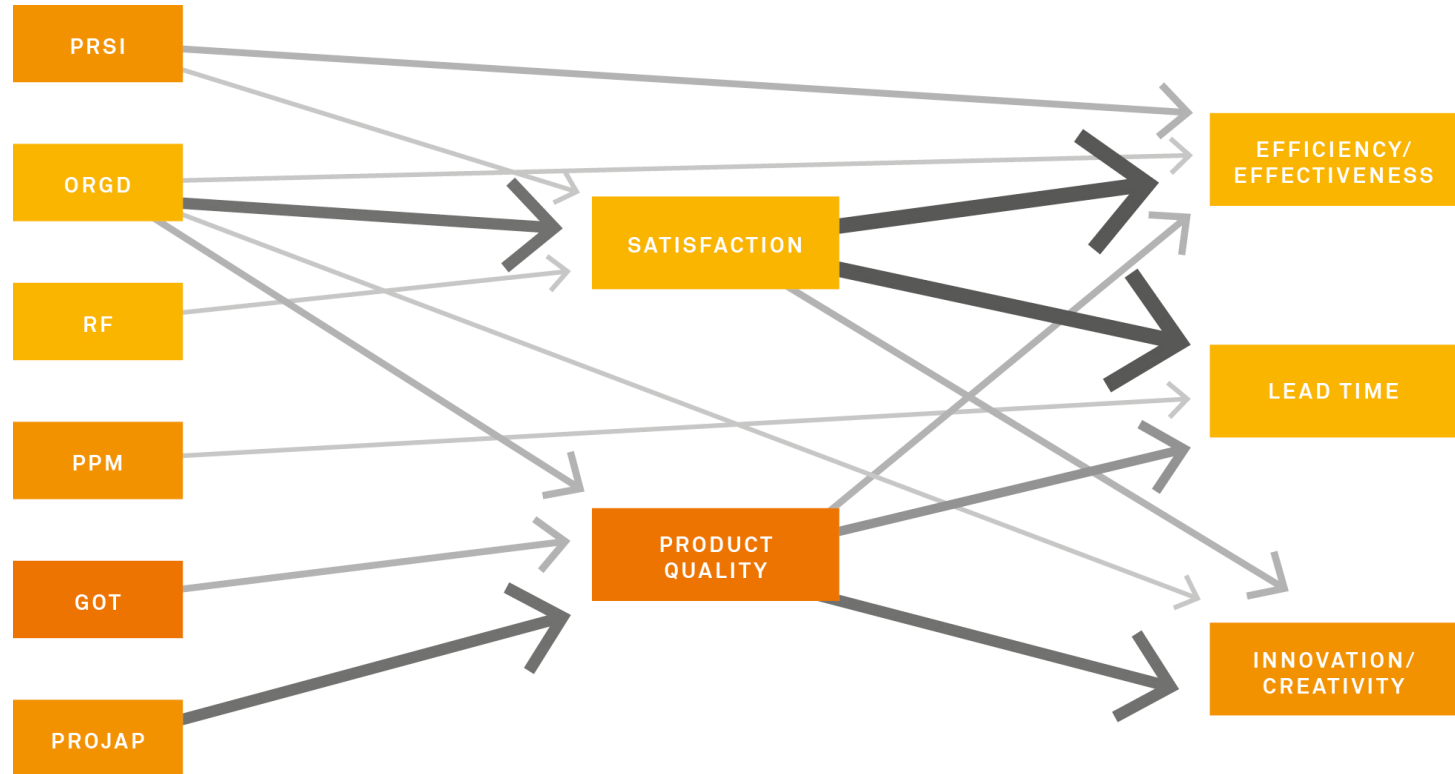 PRSI
ORGD
RF
PPM
GOT
PROJAP
SATISFACTION
PRODUCT
QUALITY
EFFICIENCY/
EFFECTIVENESS
LEAD TIME
INNOVATION/
CREATIVITY